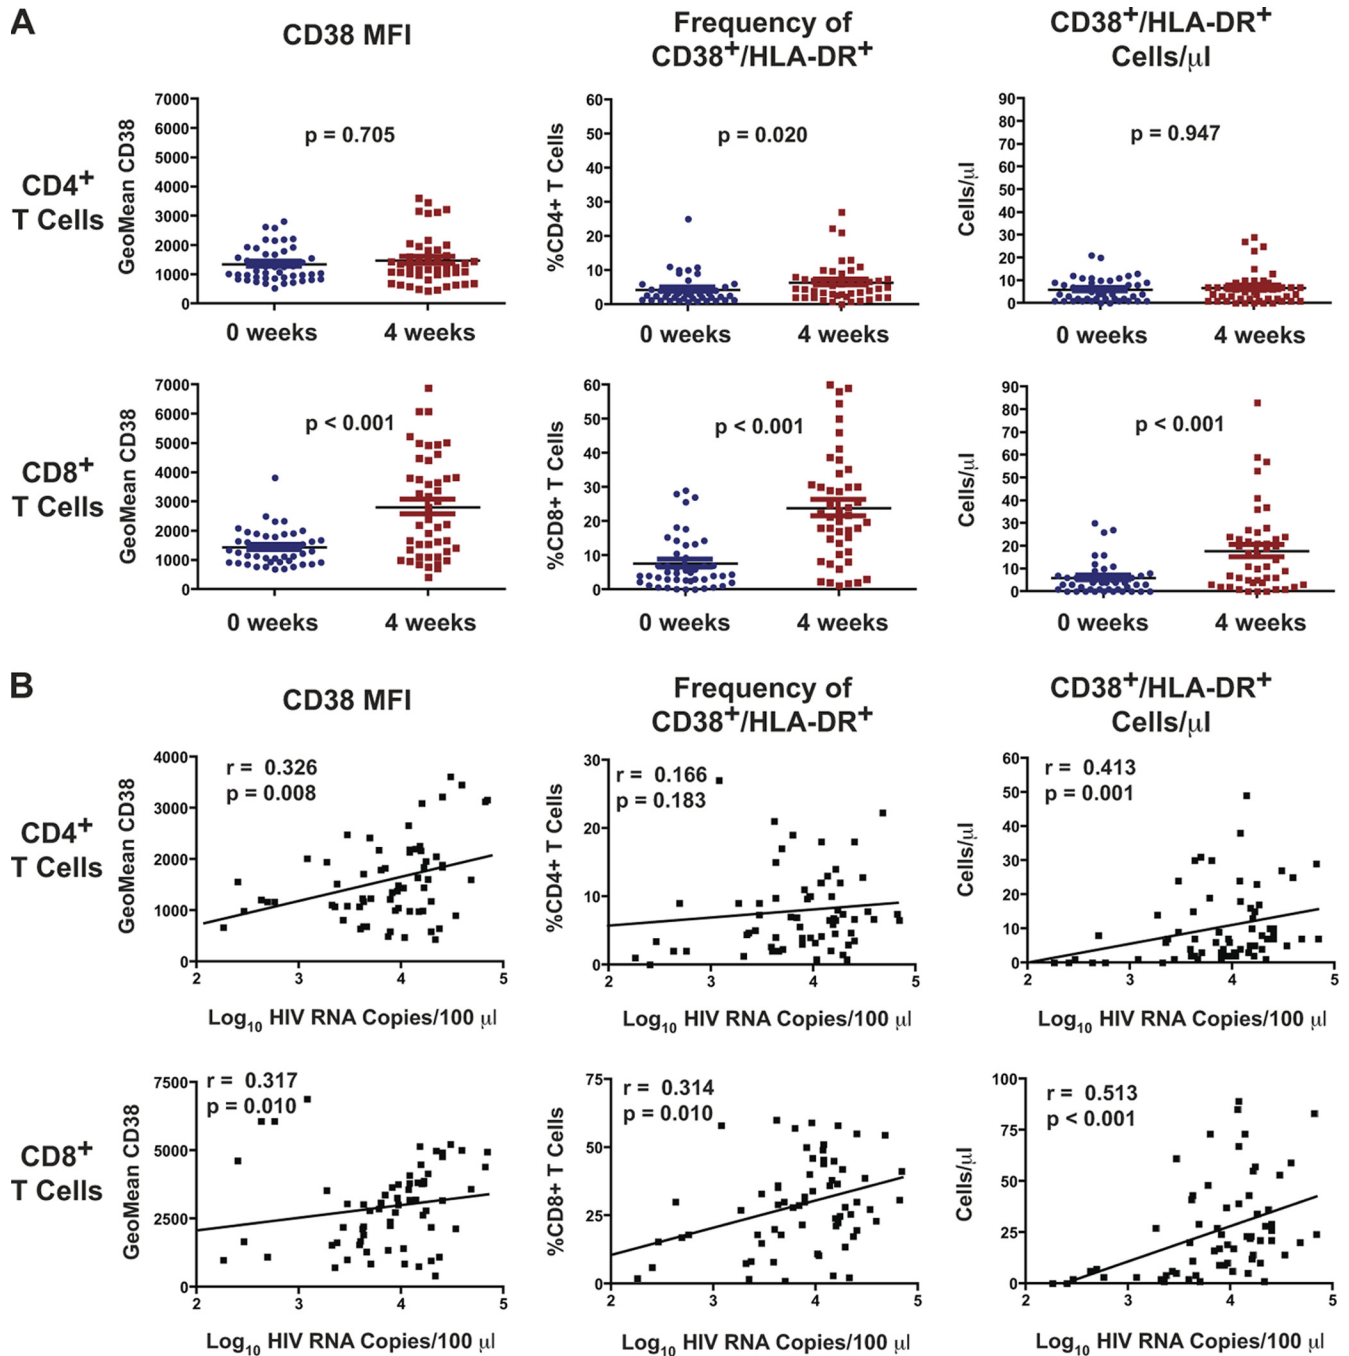 A
CD38 MFI
Frequency of
CD38⁺/HLA-DR⁺
CD38⁺/HLA-DR⁺
Cells/μl
CD4⁺
T Cells
GeoMean CD38
7000
6000
5000
4000
3000
2000
1000
0
p = 0.705
0 weeks
4 weeks
%CD4+ T Cells
60
50
40
30
20
10
0
p = 0.020
0 weeks
4 weeks
Cells/μl
90
80
70
60
50
40
30
20
10
0
p = 0.947
0 weeks
4 weeks
CD8⁺
T Cells
GeoMean CD38
7000
6000
5000
4000
3000
2000
1000
0
p < 0.001
0 weeks
4 weeks
%CD8+ T Cells
60
50
40
30
20
10
0
p < 0.001
0 weeks
4 weeks
Cells/μl
90
80
70
60
50
40
30
20
10
0
p < 0.001
0 weeks
4 weeks
B
CD38 MFI
Frequency of
CD38⁺/HLA-DR⁺
CD38⁺/HLA-DR⁺
Cells/μl
CD4⁺
T Cells
GeoMean CD38
4000
3000
2000
1000
0
r = 0.326
p = 0.008
2 3 4 5
Log₁₀ HIV RNA Copies/100 μl
%CD4+ T Cells
30
20
10
0
r = 0.166
p = 0.183
2 3 4 5
Log₁₀ HIV RNA Copies/100 μl
Cells/μl
60
50
40
30
20
10
0
r = 0.413
p = 0.001
2 3 4 5
Log₁₀ HIV RNA Copies/100 μl
CD8⁺
T Cells
GeoMean CD38
7500
5000
2500
0
r = 0.317
p = 0.010
2 3 4 5
Log₁₀ HIV RNA Copies/100 μl
%CD8+ T Cells
75
50
25
0
r = 0.314
p = 0.010
2 3 4 5
Log₁₀ HIV RNA Copies/100 μl
Cells/μl
100
75
50
25
0
r = 0.513
p < 0.001
2 3 4 5
Log₁₀ HIV RNA Copies/100 μl